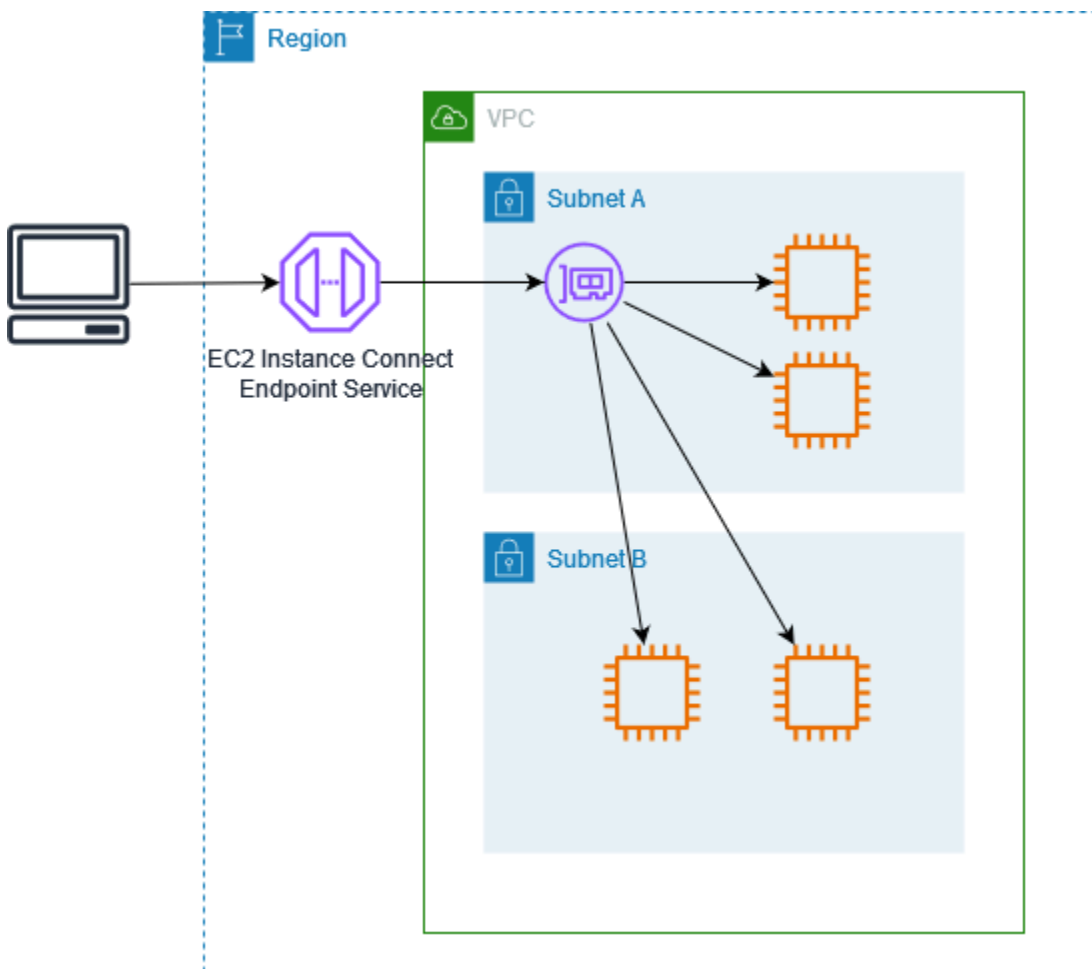 Region
VPC
Subnet A
EC2 Instance Connect
Endpoint Service
Subnet B